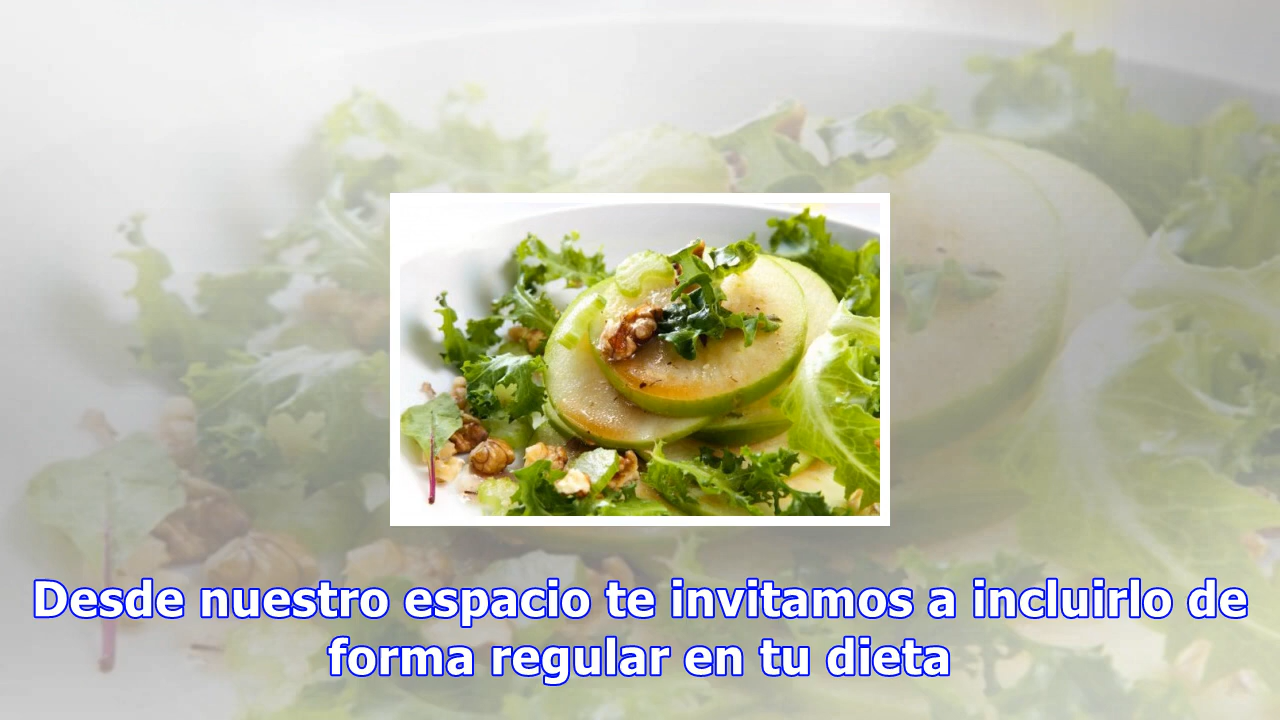 Desde nuestro espacio te invitamos a incluirlo de
forma regular en tu dieta